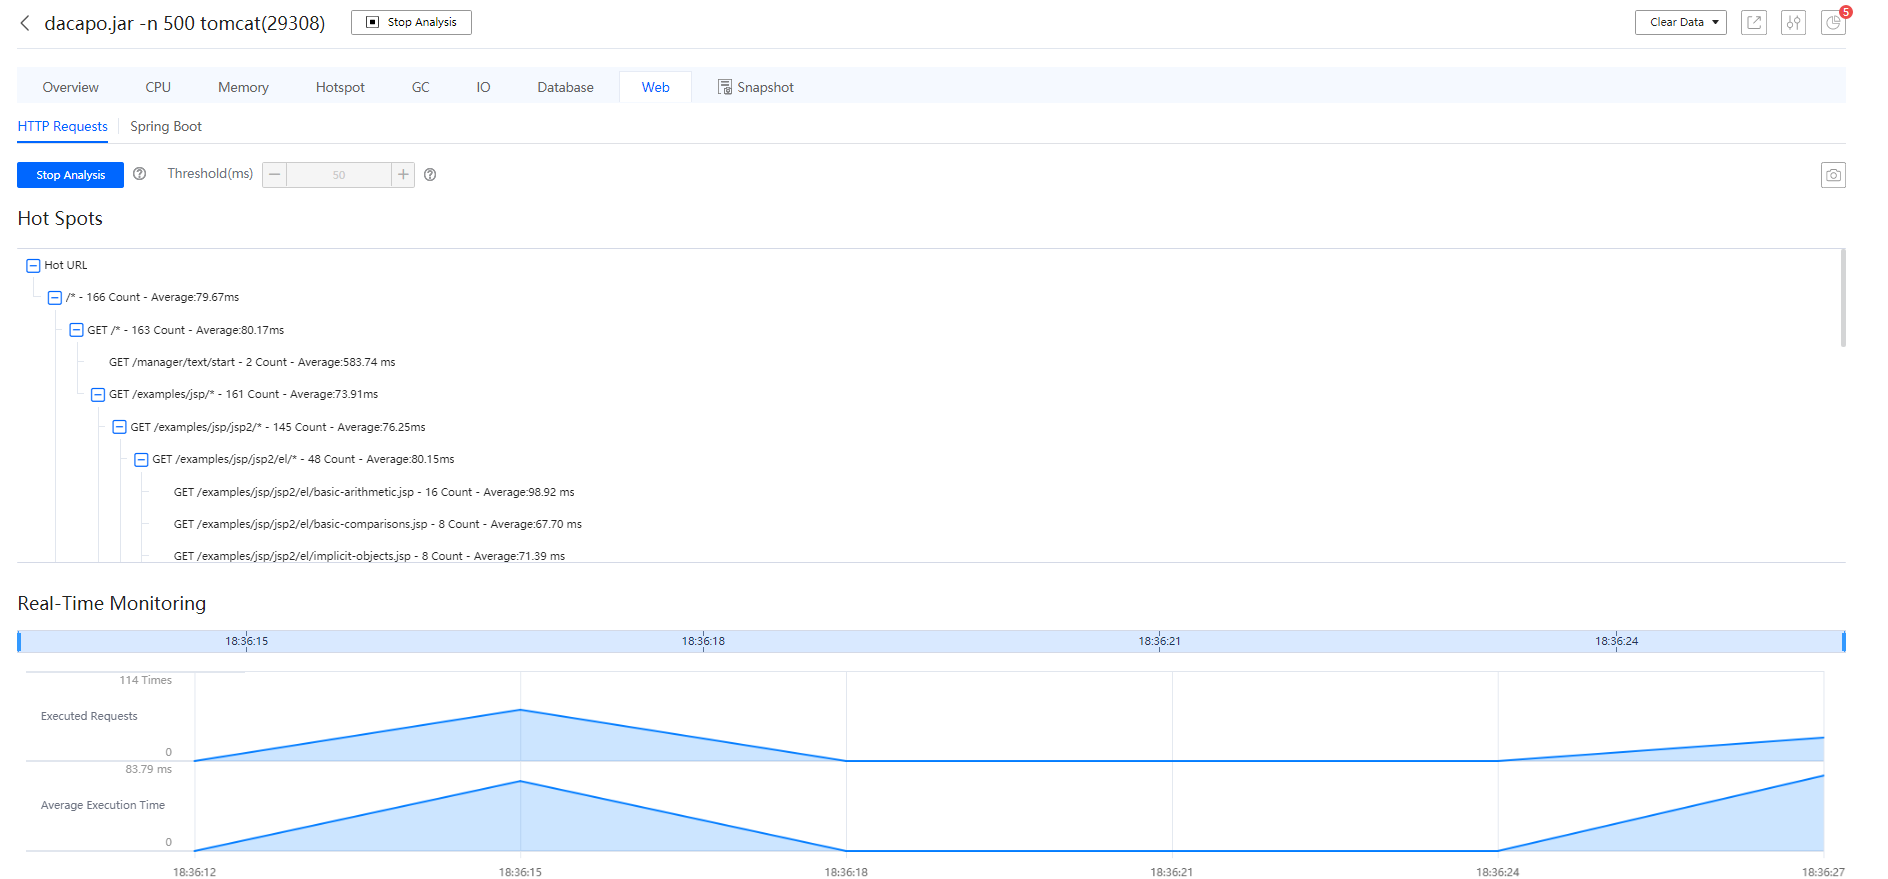 dacapo.jar -n 500 tomcat(29308)
Stop Analysis
Clear Data
5
Overview
CPU
Memory
Hotspot
GC
IO
Database
Web
Snapshot
HTTP Requests
Spring Boot
Stop Analysis
?
Threshold(ms)
50
?
Hot Spots
Hot URL
/* - 166 Count - Average:79.67ms
GET /* - 163 Count - Average:80.17ms
GET /manager/text/start - 2 Count - Average:583.74 ms
GET /examples/jsp/* - 161 Count - Average:73.91ms
GET /examples/jsp/jsp2/* - 145 Count - Average:76.25ms
GET /examples/jsp/jsp2/el/* - 48 Count - Average:80.15ms
GET /examples/jsp/jsp2/el/basic-arithmetic.jsp - 16 Count - Average:98.92 ms
GET /examples/jsp/jsp2/el/basic-comparisons.jsp - 8 Count - Average:67.70 ms
GET /examples/jsp/jsp2/el/implicit-objects.jsp - 8 Count - Average:71.39 ms
Real-Time Monitoring
18:36:15
18:36:18
18:36:21
18:36:24
114 Times
Executed Requests
0
83.79 ms
Average Execution Time
0
18:36:12
18:36:15
18:36:18
18:36:21
18:36:24
18:36:27